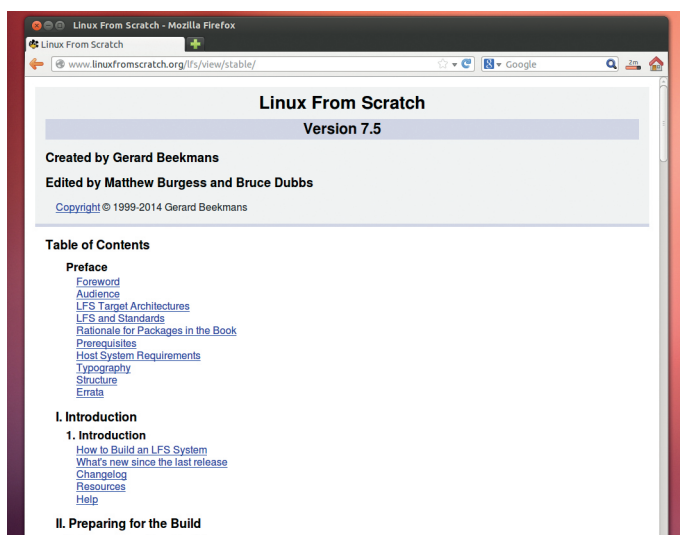 Linux From Scratch - Mozilla Firefox
Linux From Scratch
www.linuxfromscratch.org/lfs/view/stable/
Google
2m
Linux From Scratch
Version 7.5
Created by Gerard Beekmans
Edited by Matthew Burgess and Bruce Dubbs
Copyright © 1999-2014 Gerard Beekmans
Table of Contents
Preface
Foreword
Audience
LFS Target Architectures
LFS and Standards
Rationale for Packages in the Book
Prerequisites
Host System Requirements
Typography
Structure
Errata
I. Introduction
1. Introduction
How to Build an LFS System
What's new since the last release
Changelog
Resources
Help
II. Preparing for the Build